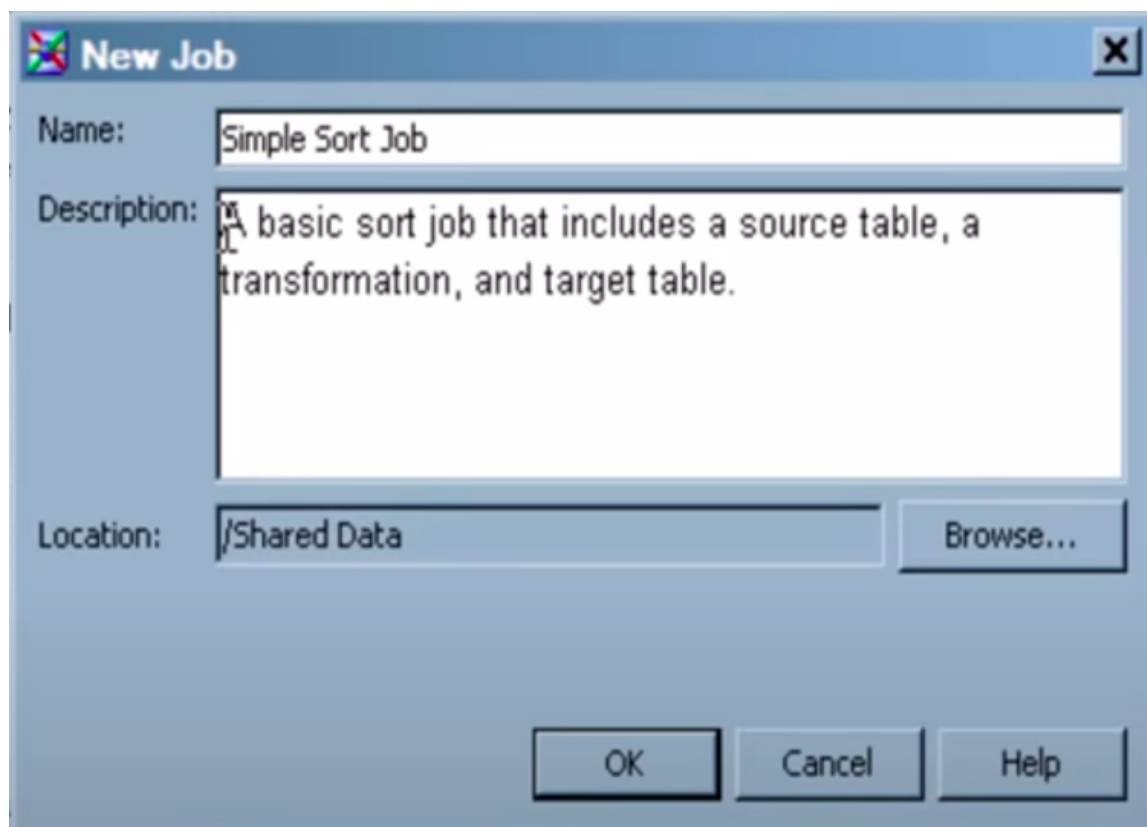 New Job
Name:
Simple Sort Job
Description:
A basic sort job that includes a source table, a
transformation, and target table.
Location:
/Shared Data
Browse...
OK
Cancel
Help